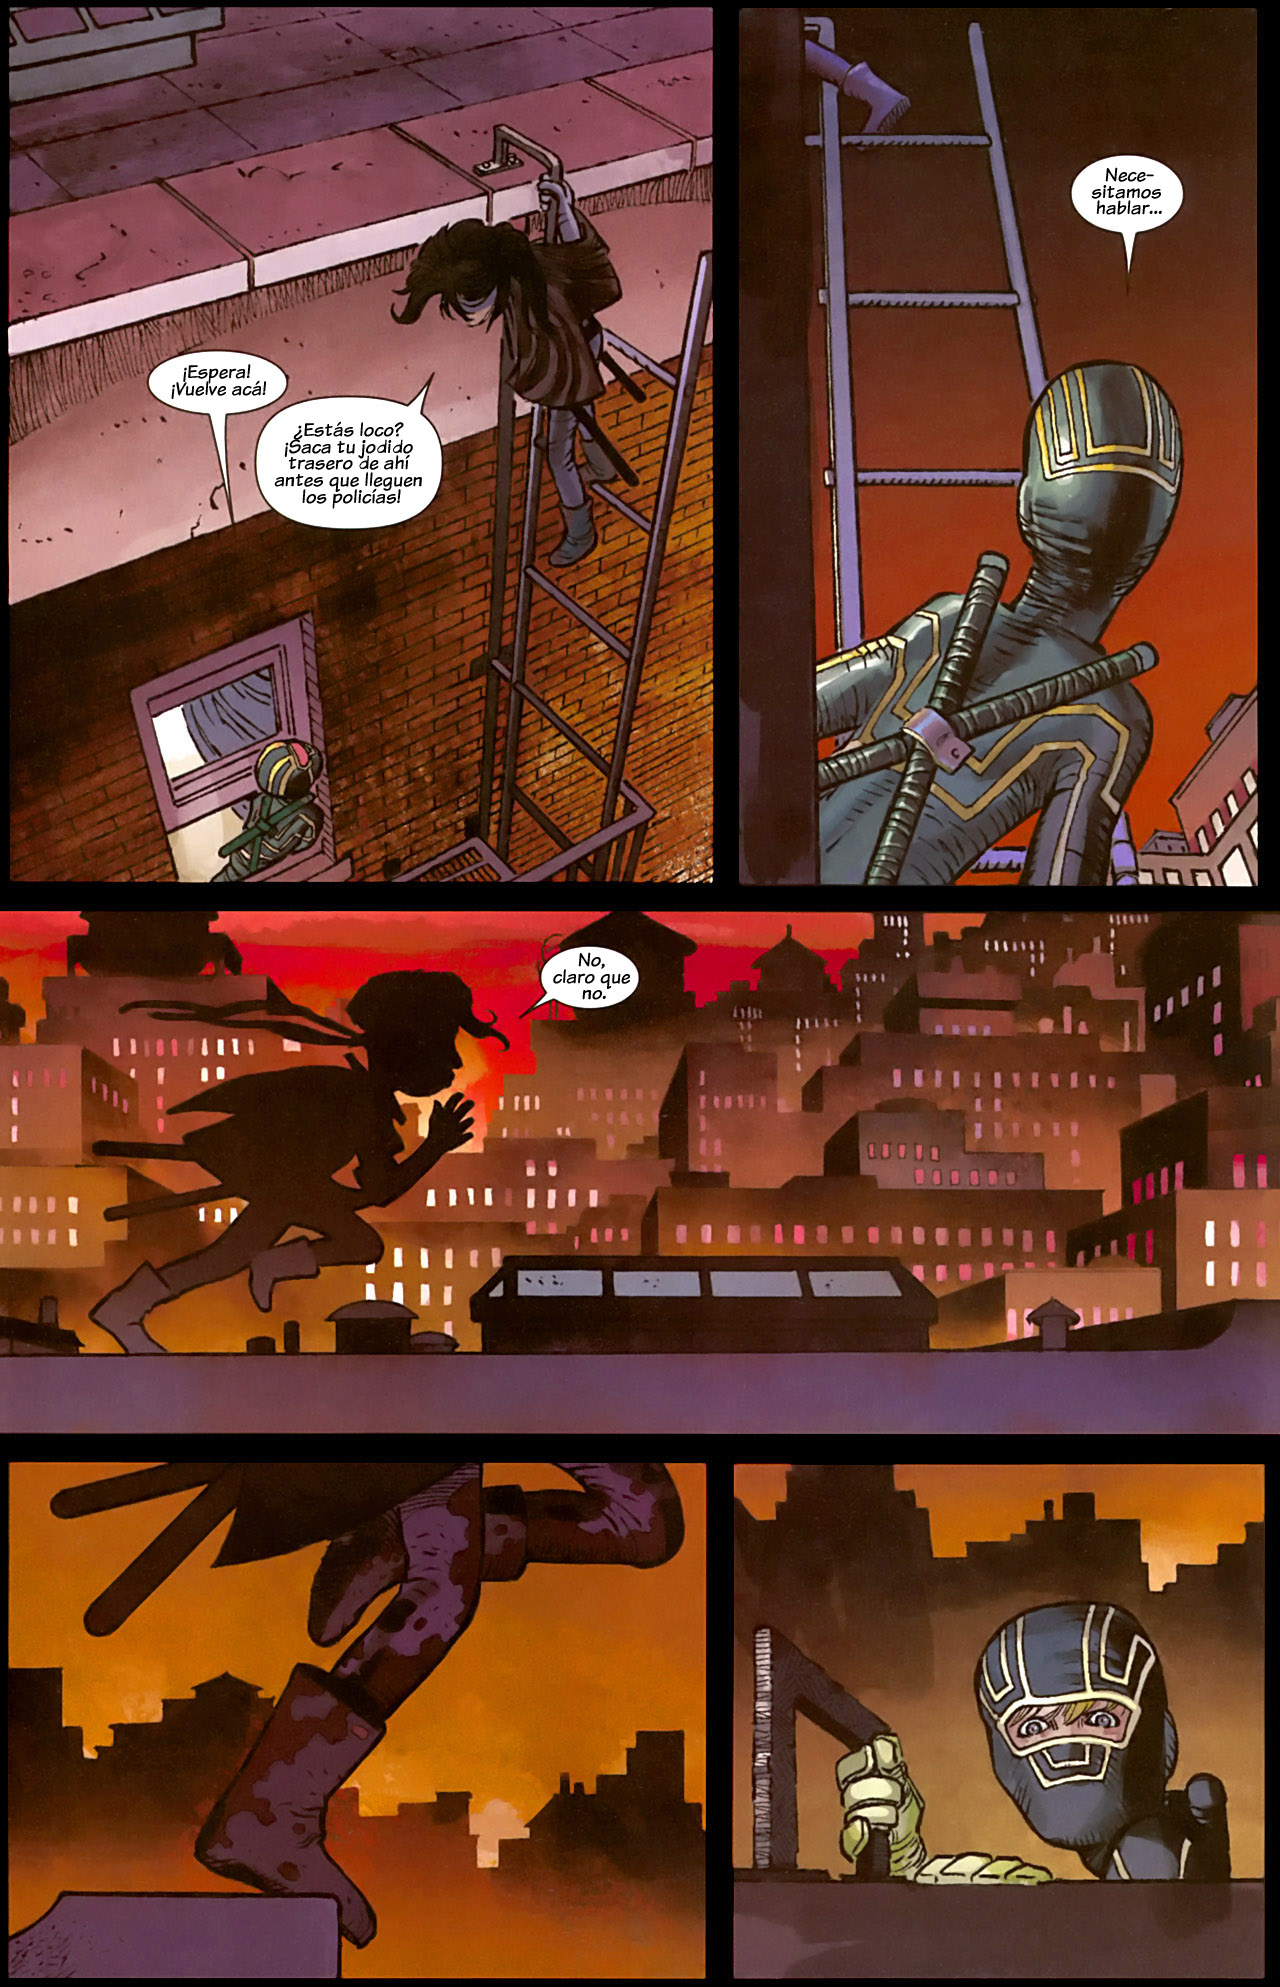 ¡Espera!
¡Vuelve acá!
¿Estás loco?
¡Saca tu jodido
trasero de ahí
antes que lleguen
los policías!
Nece-
sitamos
hablar...
No,
claro que
no.